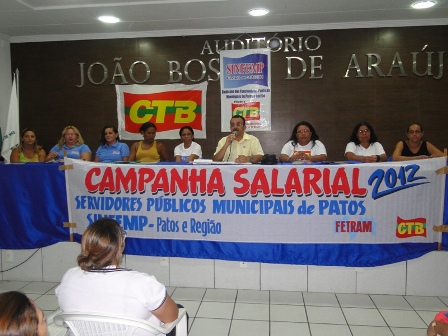 AUDITÓRIO
JOÃO BOS DE ARAÚJ
SINFEMP
CTB
CTB
CAMPANHA SALARIAL 2012
SERVIDORES PÚBLICOS MUNICIPAIS de PATOS
SINFEMP - Patos e Região
FETRAM
CTB